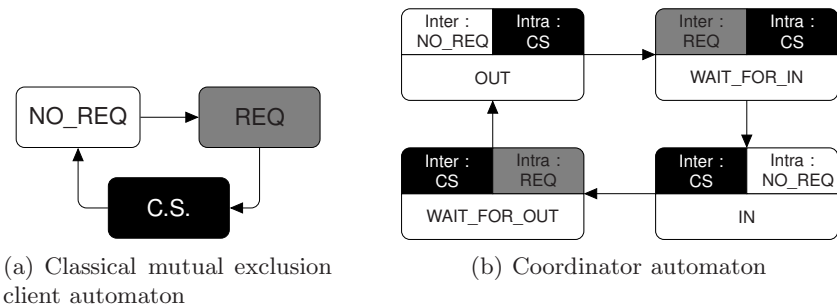 NO_REQ
REQ
C.S.
(a) Classical mutual exclusion
client automaton
Inter :
NO_REQ
Intra :
CS
OUT
Inter :
REQ
Intra :
CS
WAIT_FOR_IN
Inter :
CS
Intra :
REQ
WAIT_FOR_OUT
Inter :
CS
Intra :
NO_REQ
IN
(b) Coordinator automaton